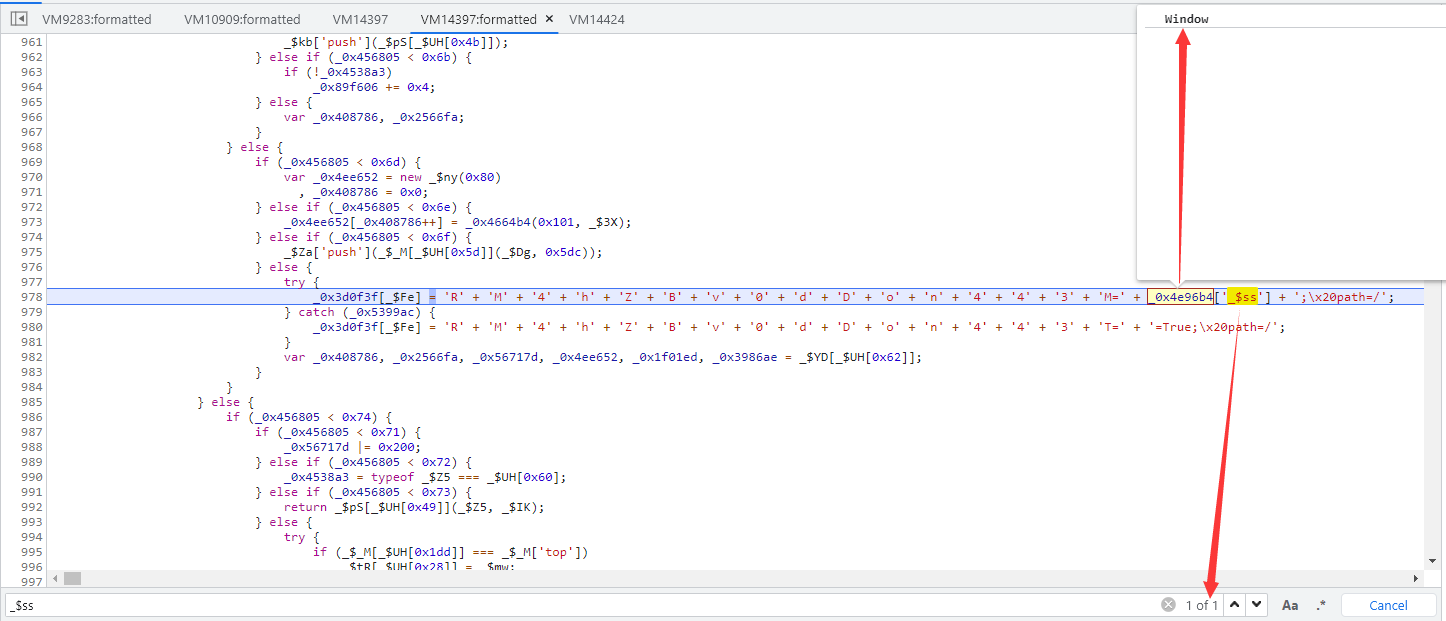 VM9283:formatted VM10909:formatted VM14397 VM14397:formatted × VM14424
Window
961 _$kb['push'](_$pS[_$UH[0x4b]]);
962 } else if (_0x456805 < 0x6b) {
963 if (!_0x4538a3)
964 _0x89f606 += 0x4;
965 } else {
966 var _0x408786, _0x2566fa;
967 }
968 } else {
969 if (_0x456805 < 0x6d) {
970 var _0x4ee652 = new _$ny(0x80)
971 , _0x408786 = 0x0;
972 } else if (_0x456805 < 0x6e) {
973 _0x4ee652[_0x408786++] = _0x4664b4(0x101, _$3X);
974 } else if (_0x456805 < 0x6f) {
975 _$Za['push'](_$_M[_$UH[0x5d]](_$Dg, 0x5dc));
976 } else {
977 try {
978 _0x3d0f3f[_$Fe] = 'R' + 'M' + '4' + 'h' + 'Z' + 'B' + 'v' + '0' + 'd' + 'D' + 'o' + 'n' + '4' + '4' + '3' + 'M=' + _0x4e96b4['_$ss'] + ';\x20path=/';
979 } catch (_0x5399ac) {
980 _0x3d0f3f[_$Fe] = 'R' + 'M' + '4' + 'h' + 'Z' + 'B' + 'v' + '0' + 'd' + 'D' + 'o' + 'n' + '4' + '4' + '3' + 'T=' + '=True;\x20path=/';
981 }
982 var _0x408786, _0x2566fa, _0x56717d, _0x4ee652, _0x1f01ed, _0x3986ae = _$YD[_$UH[0x62]];
983 }
984 }
985 } else {
986 if (_0x456805 < 0x74) {
987 if (_0x456805 < 0x71) {
988 _0x56717d |= 0x200;
989 } else if (_0x456805 < 0x72) {
990 _0x4538a3 = typeof _$Z5 === _$UH[0x60];
991 } else if (_0x456805 < 0x73) {
992 return _$pS[_$UH[0x49]](_$Z5, _$IK);
993 } else {
994 try {
995 if (_$_M[_$UH[0x1dd]] === _$_M['top'])
996 _$tR[_$UH[0x28]] = _$mw;
997
_$ss 1 of 1 Aa .* Cancel